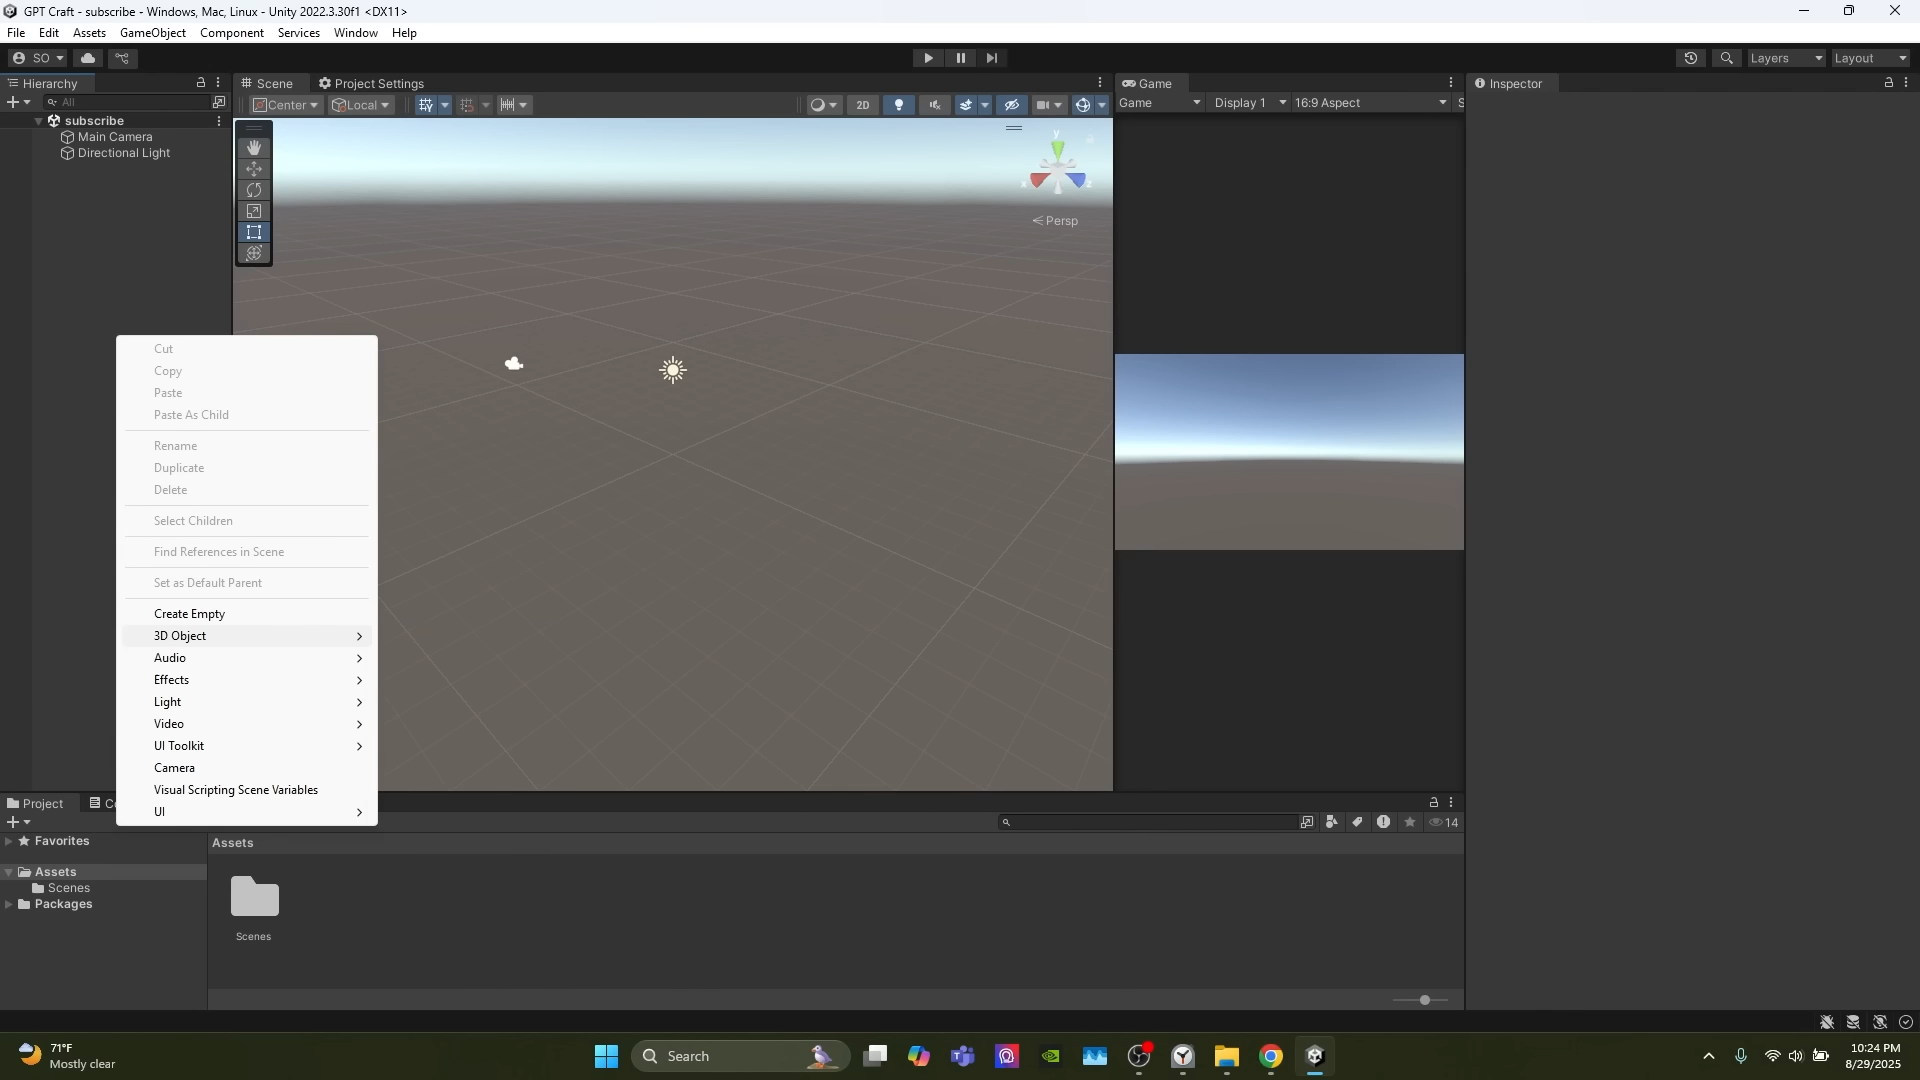 GPT Craft - subscribe - Windows, Mac, Linux - Unity 2022.3.30f1 <DX11>
File Edit Assets GameObject Component Services Window Help
SO Layers Layout
Hierarchy Scene Project Settings Game Inspector
All Center Local 2D Game Display 1 16:9 Aspect S
subscribe
Main Camera
Directional Light
y
x z
Persp
Cut
Copy
Paste
Paste As Child
Rename
Duplicate
Delete
Select Children
Find References in Scene
Set as Default Parent
Create Empty
3D Object
Audio
Effects
Light
Video
UI Toolkit
Camera
Visual Scripting Scene Variables
UI
Project Co
14
Favorites
Assets
Assets
Scenes
Packages
Scenes
71°F
Mostly clear
Search
10:24 PM
8/29/2025